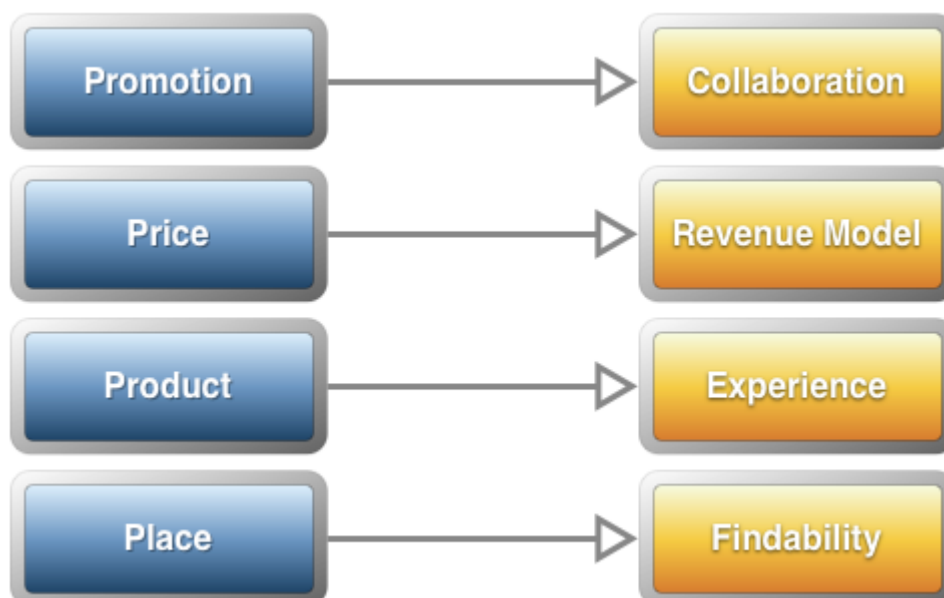 Promotion
Collaboration
Price
Revenue Model
Product
Experience
Place
Findability